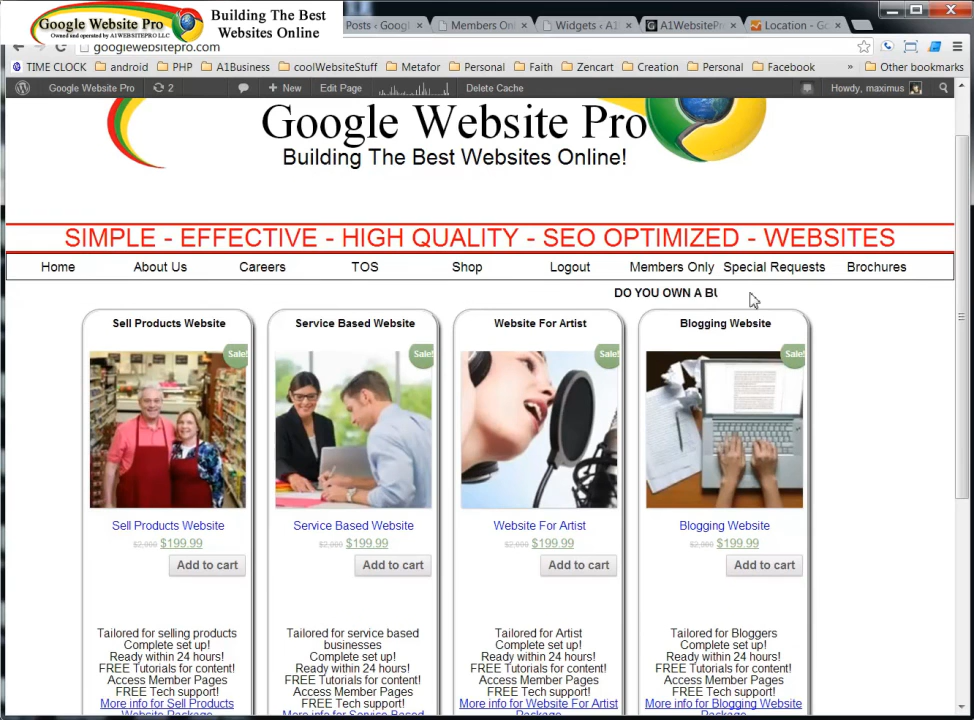 Google Website Pro
Owned and operated by A1WEBSITEPRO LLC
Building The Best
Websites Online
Posts ‹ Googl
Members Onl
Widgets ‹ A1
A1WebsitePr
Location - Go
googlewebsitepro.com
TIME CLOCK
android
PHP
A1Business
coolWebsiteStuff
Metafor
Personal
Faith
Zencart
Creation
Personal
Facebook
»
Other bookmarks
Google Website Pro
2
+ New
Edit Page
Delete Cache
Howdy, maximus
Google Website Pro
Building The Best Websites Online!
SIMPLE - EFFECTIVE - HIGH QUALITY - SEO OPTIMIZED - WEBSITES
Home
About Us
Careers
TOS
Shop
Logout
Members Only
Special Requests
Brochures
DO YOU OWN A BU
Sell Products Website
Sale!
Sell Products Website
$2,000 $199.99
Add to cart
Tailored for selling products
Complete set up!
Ready within 24 hours!
FREE Tutorials for content!
Access Member Pages
FREE Tech support!
More info for Sell Products
Website Package
Service Based Website
Sale!
Service Based Website
$2,000 $199.99
Add to cart
Tailored for service based
businesses
Complete set up!
Ready within 24 hours!
FREE Tutorials for content!
Access Member Pages
FREE Tech support!
More info for Service Based
Website For Artist
Sale!
Website For Artist
$2,000 $199.99
Add to cart
Tailored for Artist
Complete set up!
Ready within 24 hours!
FREE Tutorials for content!
Access Member Pages
FREE Tech support!
More info for Website For Artist
Package
Blogging Website
Sale!
Blogging Website
$2,000 $199.99
Add to cart
Tailored for Bloggers
Complete set up!
Ready within 24 hours!
FREE Tutorials for content!
Access Member Pages
FREE Tech support!
More info for Blogging Website
Package